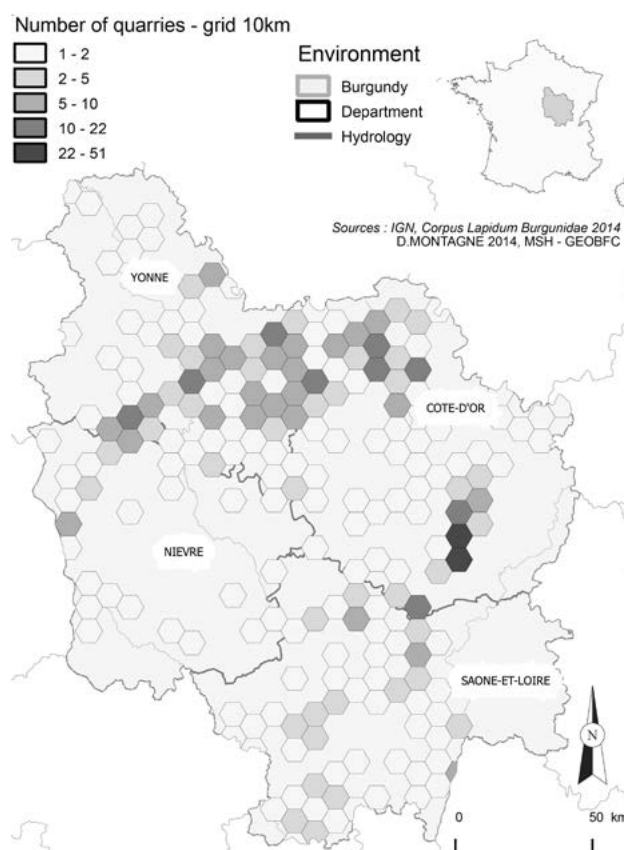 Number of quarries - grid 10km
1 - 2
2 - 5
5 - 10
10 - 22
22 - 51
Environment
Burgundy
Department
Hydrology
Sources : IGN, Corpus Lapidum Burgunidae 2014
D.MONTAGNE 2014, MSH - GEOBFC
YONNE
COTE-D'OR
NIEVRE
SAONE-ET-LOIRE
N
0 50 km